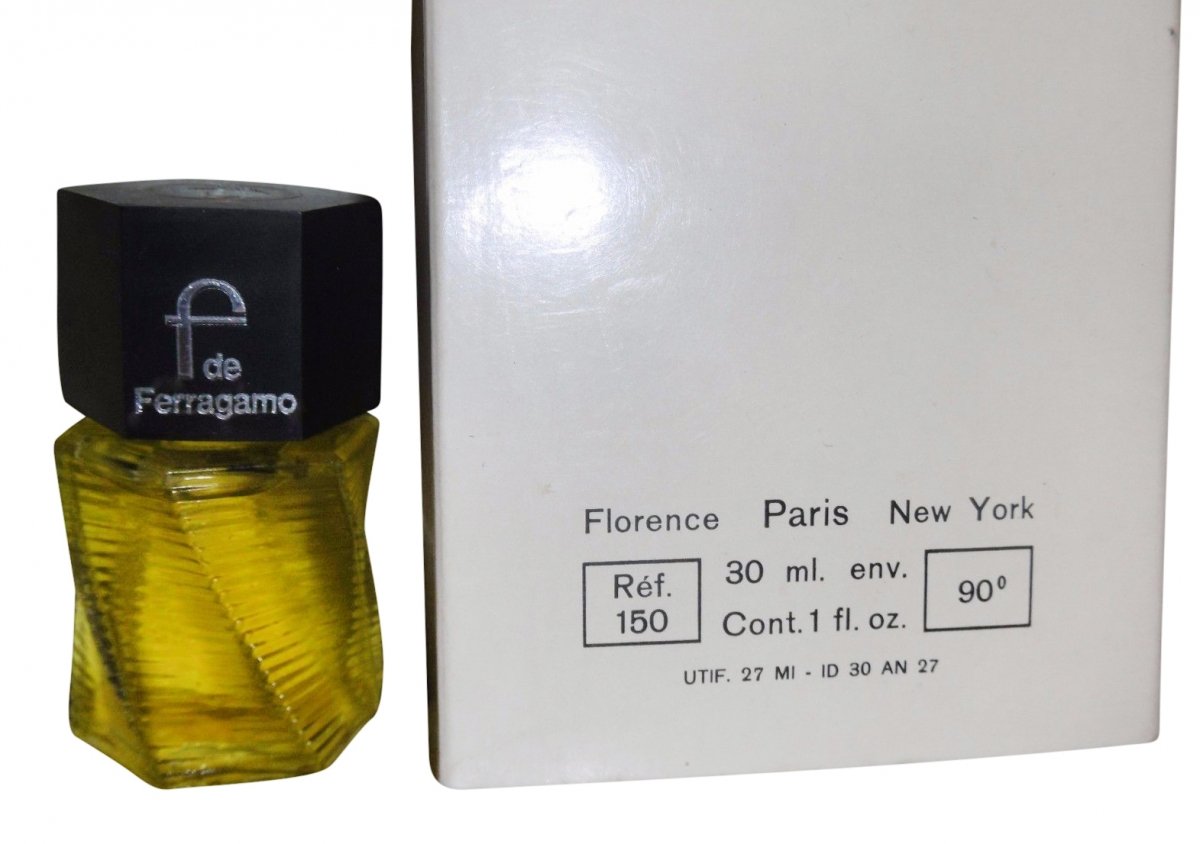 f de
Ferragamo
Florence Paris New York
Réf.
150
30 ml. env.
Cont. 1 fl. oz.
90⁰
UTIF. 27 MI - ID 30 AN 27